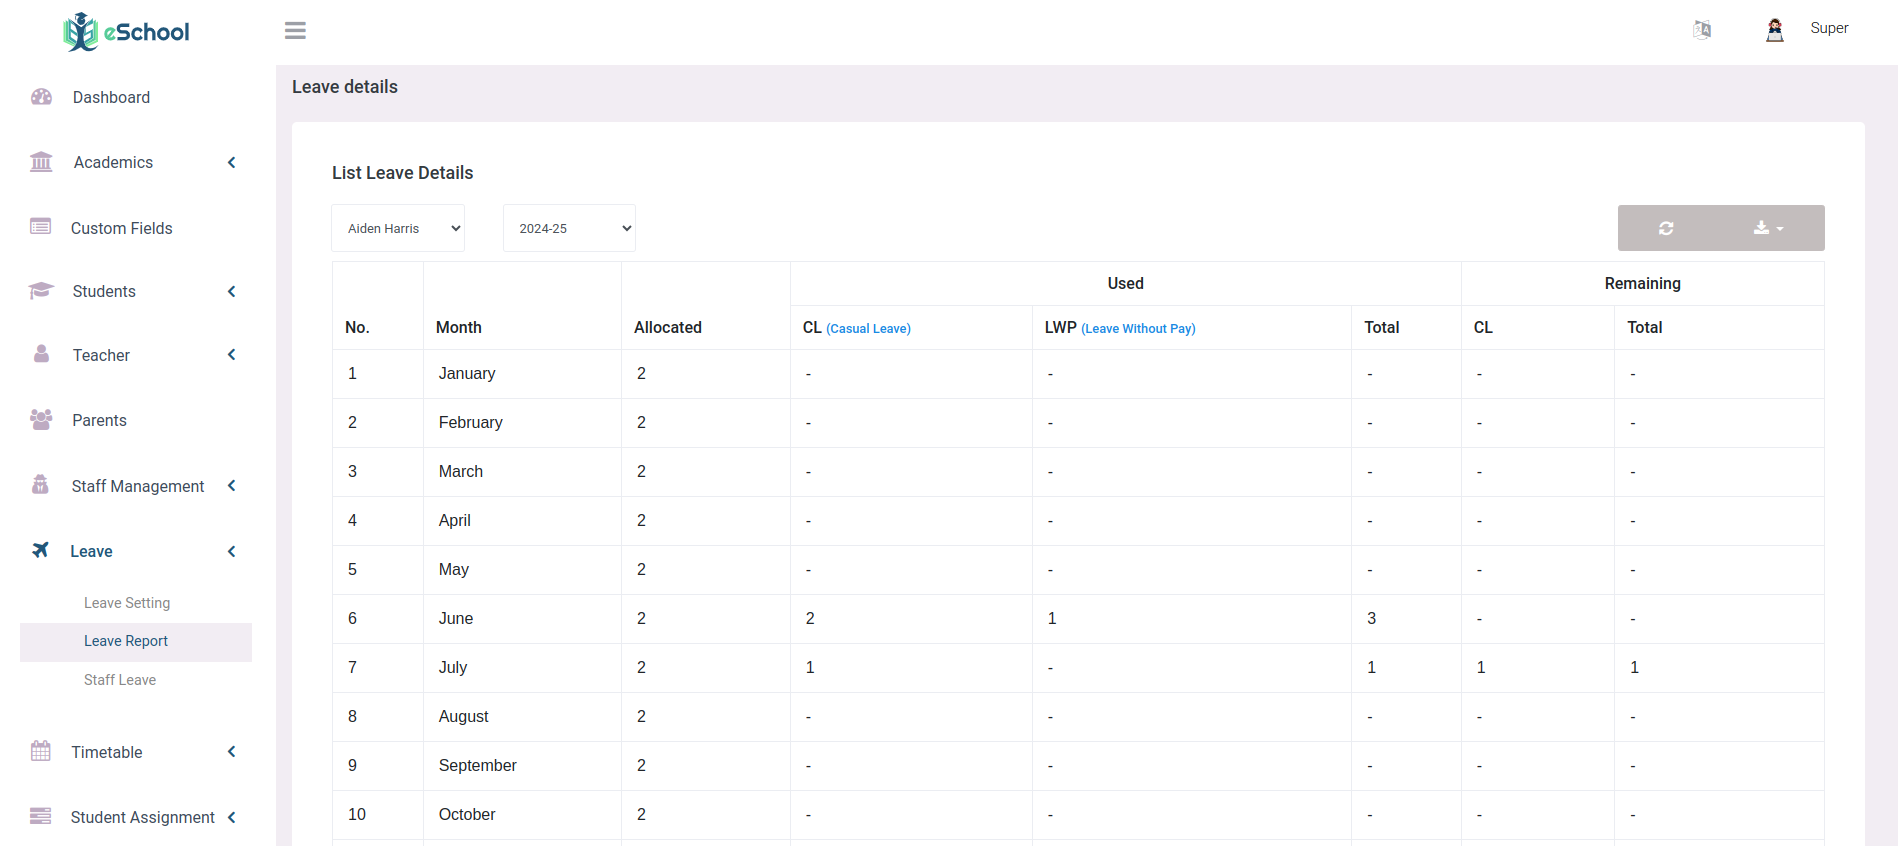 eSchool
Super
Dashboard
Academics
Custom Fields
Students
Teacher
Parents
Staff Management
Leave
Leave Setting
Leave Report
Staff Leave
Timetable
Student Assignment
Leave details
List Leave Details
Aiden Harris 2024-25
Used Remaining
No. Month Allocated CL (Casual Leave) LWP (Leave Without Pay) Total CL Total
1 January 2 - - - - -
2 February 2 - - - - -
3 March 2 - - - - -
4 April 2 - - - - -
5 May 2 - - - - -
6 June 2 2 1 3 - -
7 July 2 1 - 1 1 1
8 August 2 - - - - -
9 September 2 - - - - -
10 October 2 - - - - -